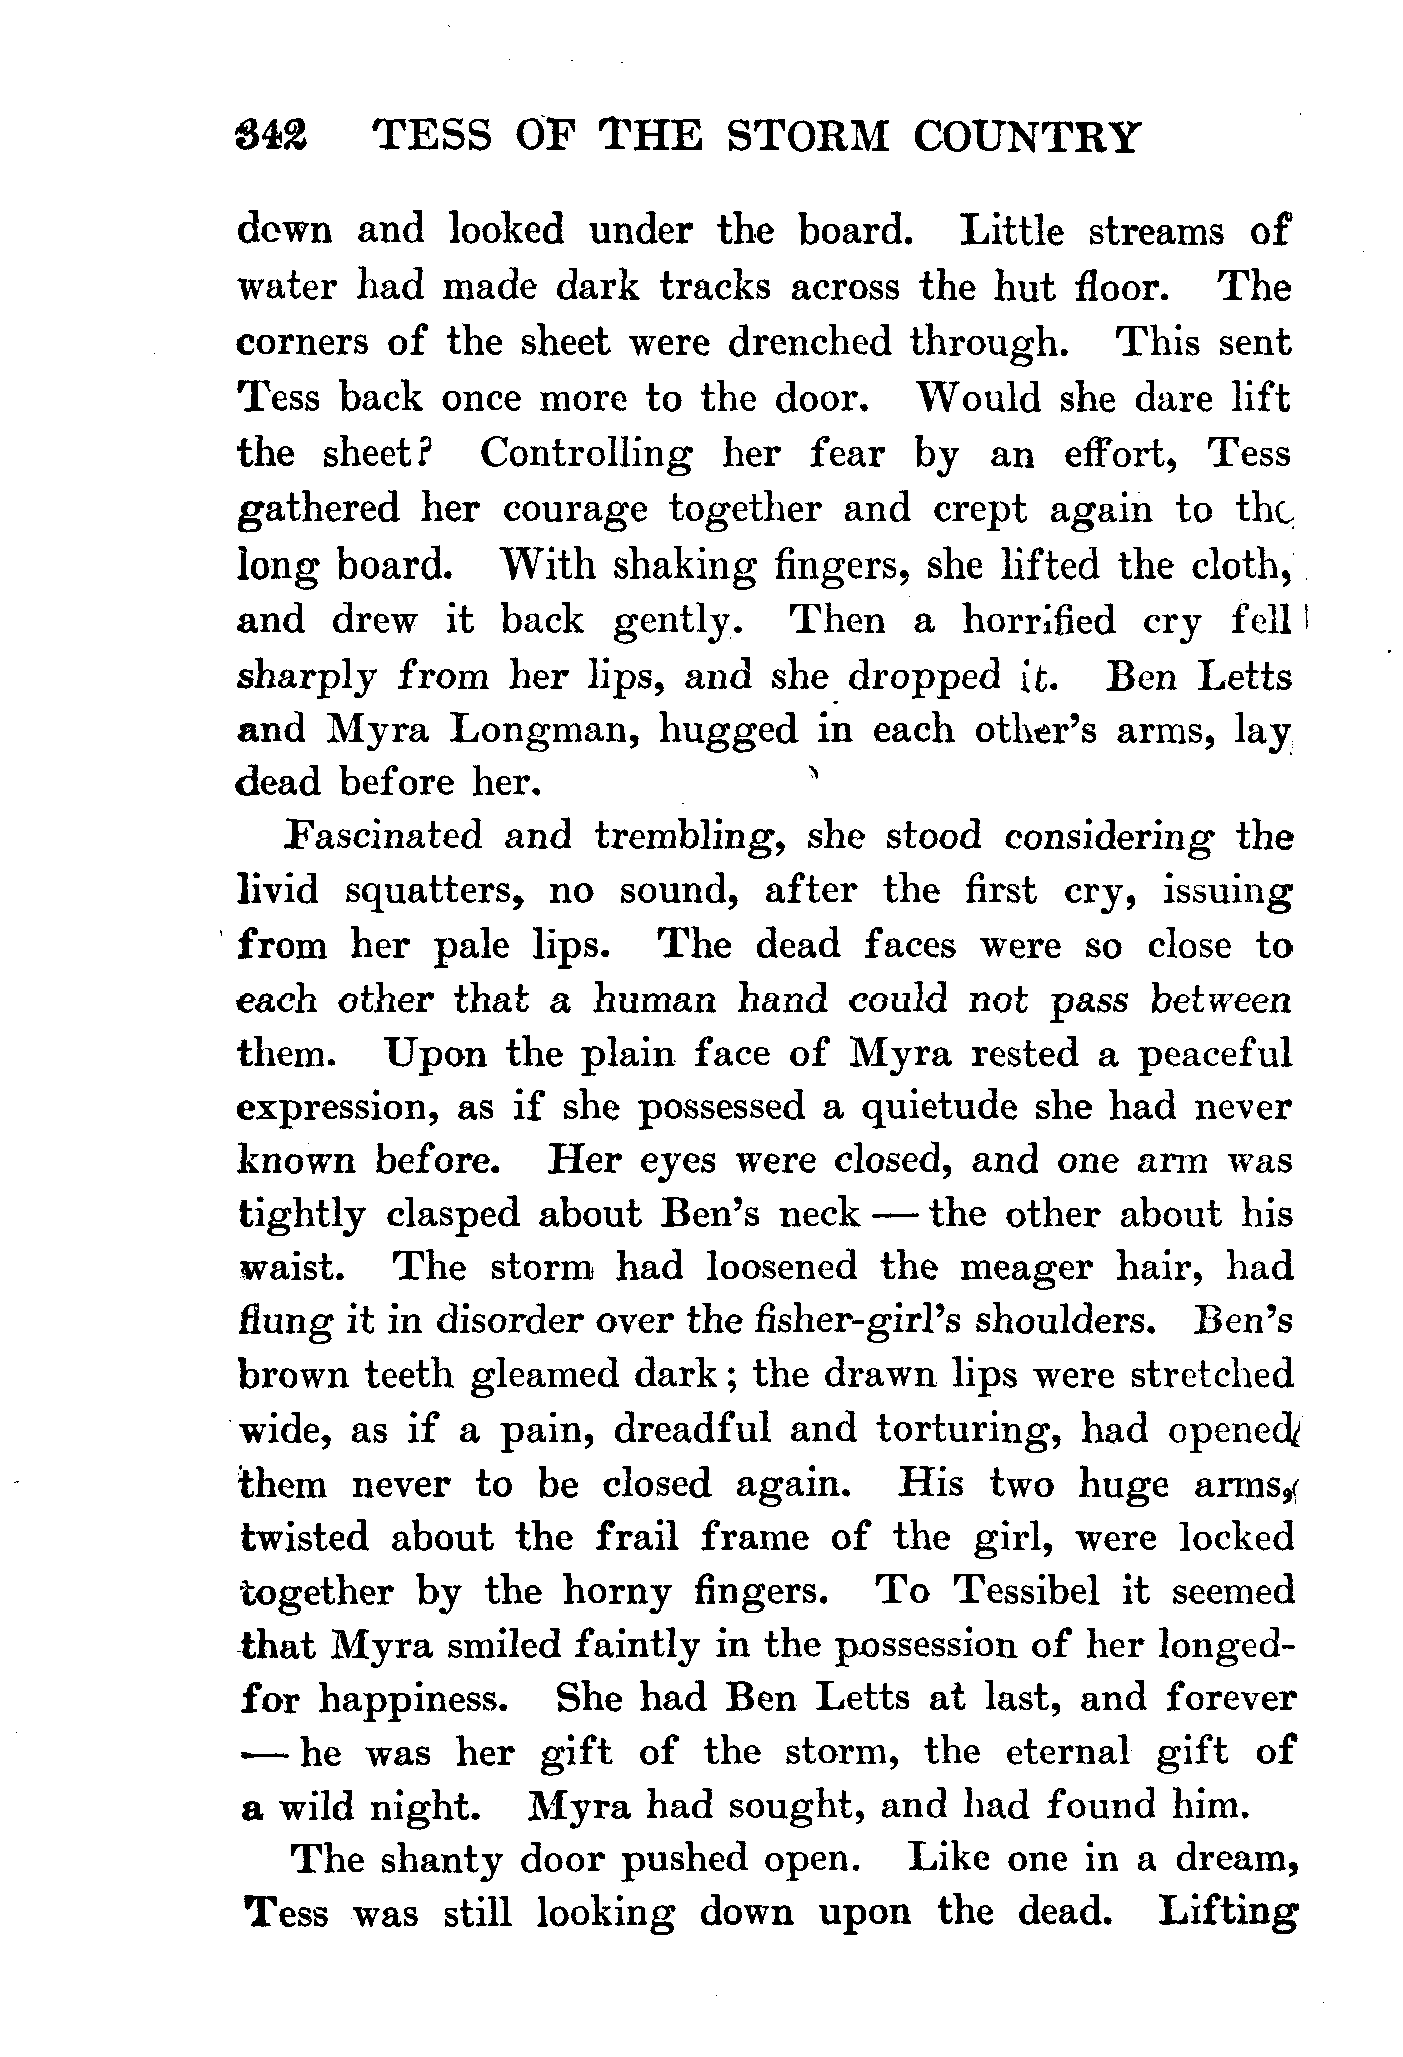 342 TESS OF THE STORM COUNTRY
down and looked under the board. Little streams of
water had made dark tracks across the hut floor. The
corners of the sheet were drenched through. This sent
Tess back once more to the door. Would she dare lift
the sheet? Controlling her fear by an effort, Tess
gathered her courage together and crept again to the
long board. With shaking fingers, she lifted the cloth,
and drew it back gently. Then a horrified cry fell
sharply from her lips, and she dropped it. Ben Letts
and Myra Longman, hugged in each other's arms, lay
dead before her.
Fascinated and trembling, she stood considering the
livid squatters, no sound, after the first cry, issuing
from her pale lips. The dead faces were so close to
each other that a human hand could not pass between
them. Upon the plain face of Myra rested a peaceful
expression, as if she possessed a quietude she had never
known before. Her eyes were closed, and one arm was
tightly clasped about Ben's neck — the other about his
waist. The storm had loosened the meager hair, had
flung it in disorder over the fisher-girl's shoulders. Ben's
brown teeth gleamed dark; the drawn lips were stretched
wide, as if a pain, dreadful and torturing, had opened
them never to be closed again. His two huge arms,
twisted about the frail frame of the girl, were locked
together by the horny fingers. To Tessibel it seemed
that Myra smiled faintly in the possession of her longed-
for happiness. She had Ben Letts at last, and forever
— he was her gift of the storm, the eternal gift of
a wild night. Myra had sought, and had found him.
The shanty door pushed open. Like one in a dream,
Tess was still looking down upon the dead. Lifting